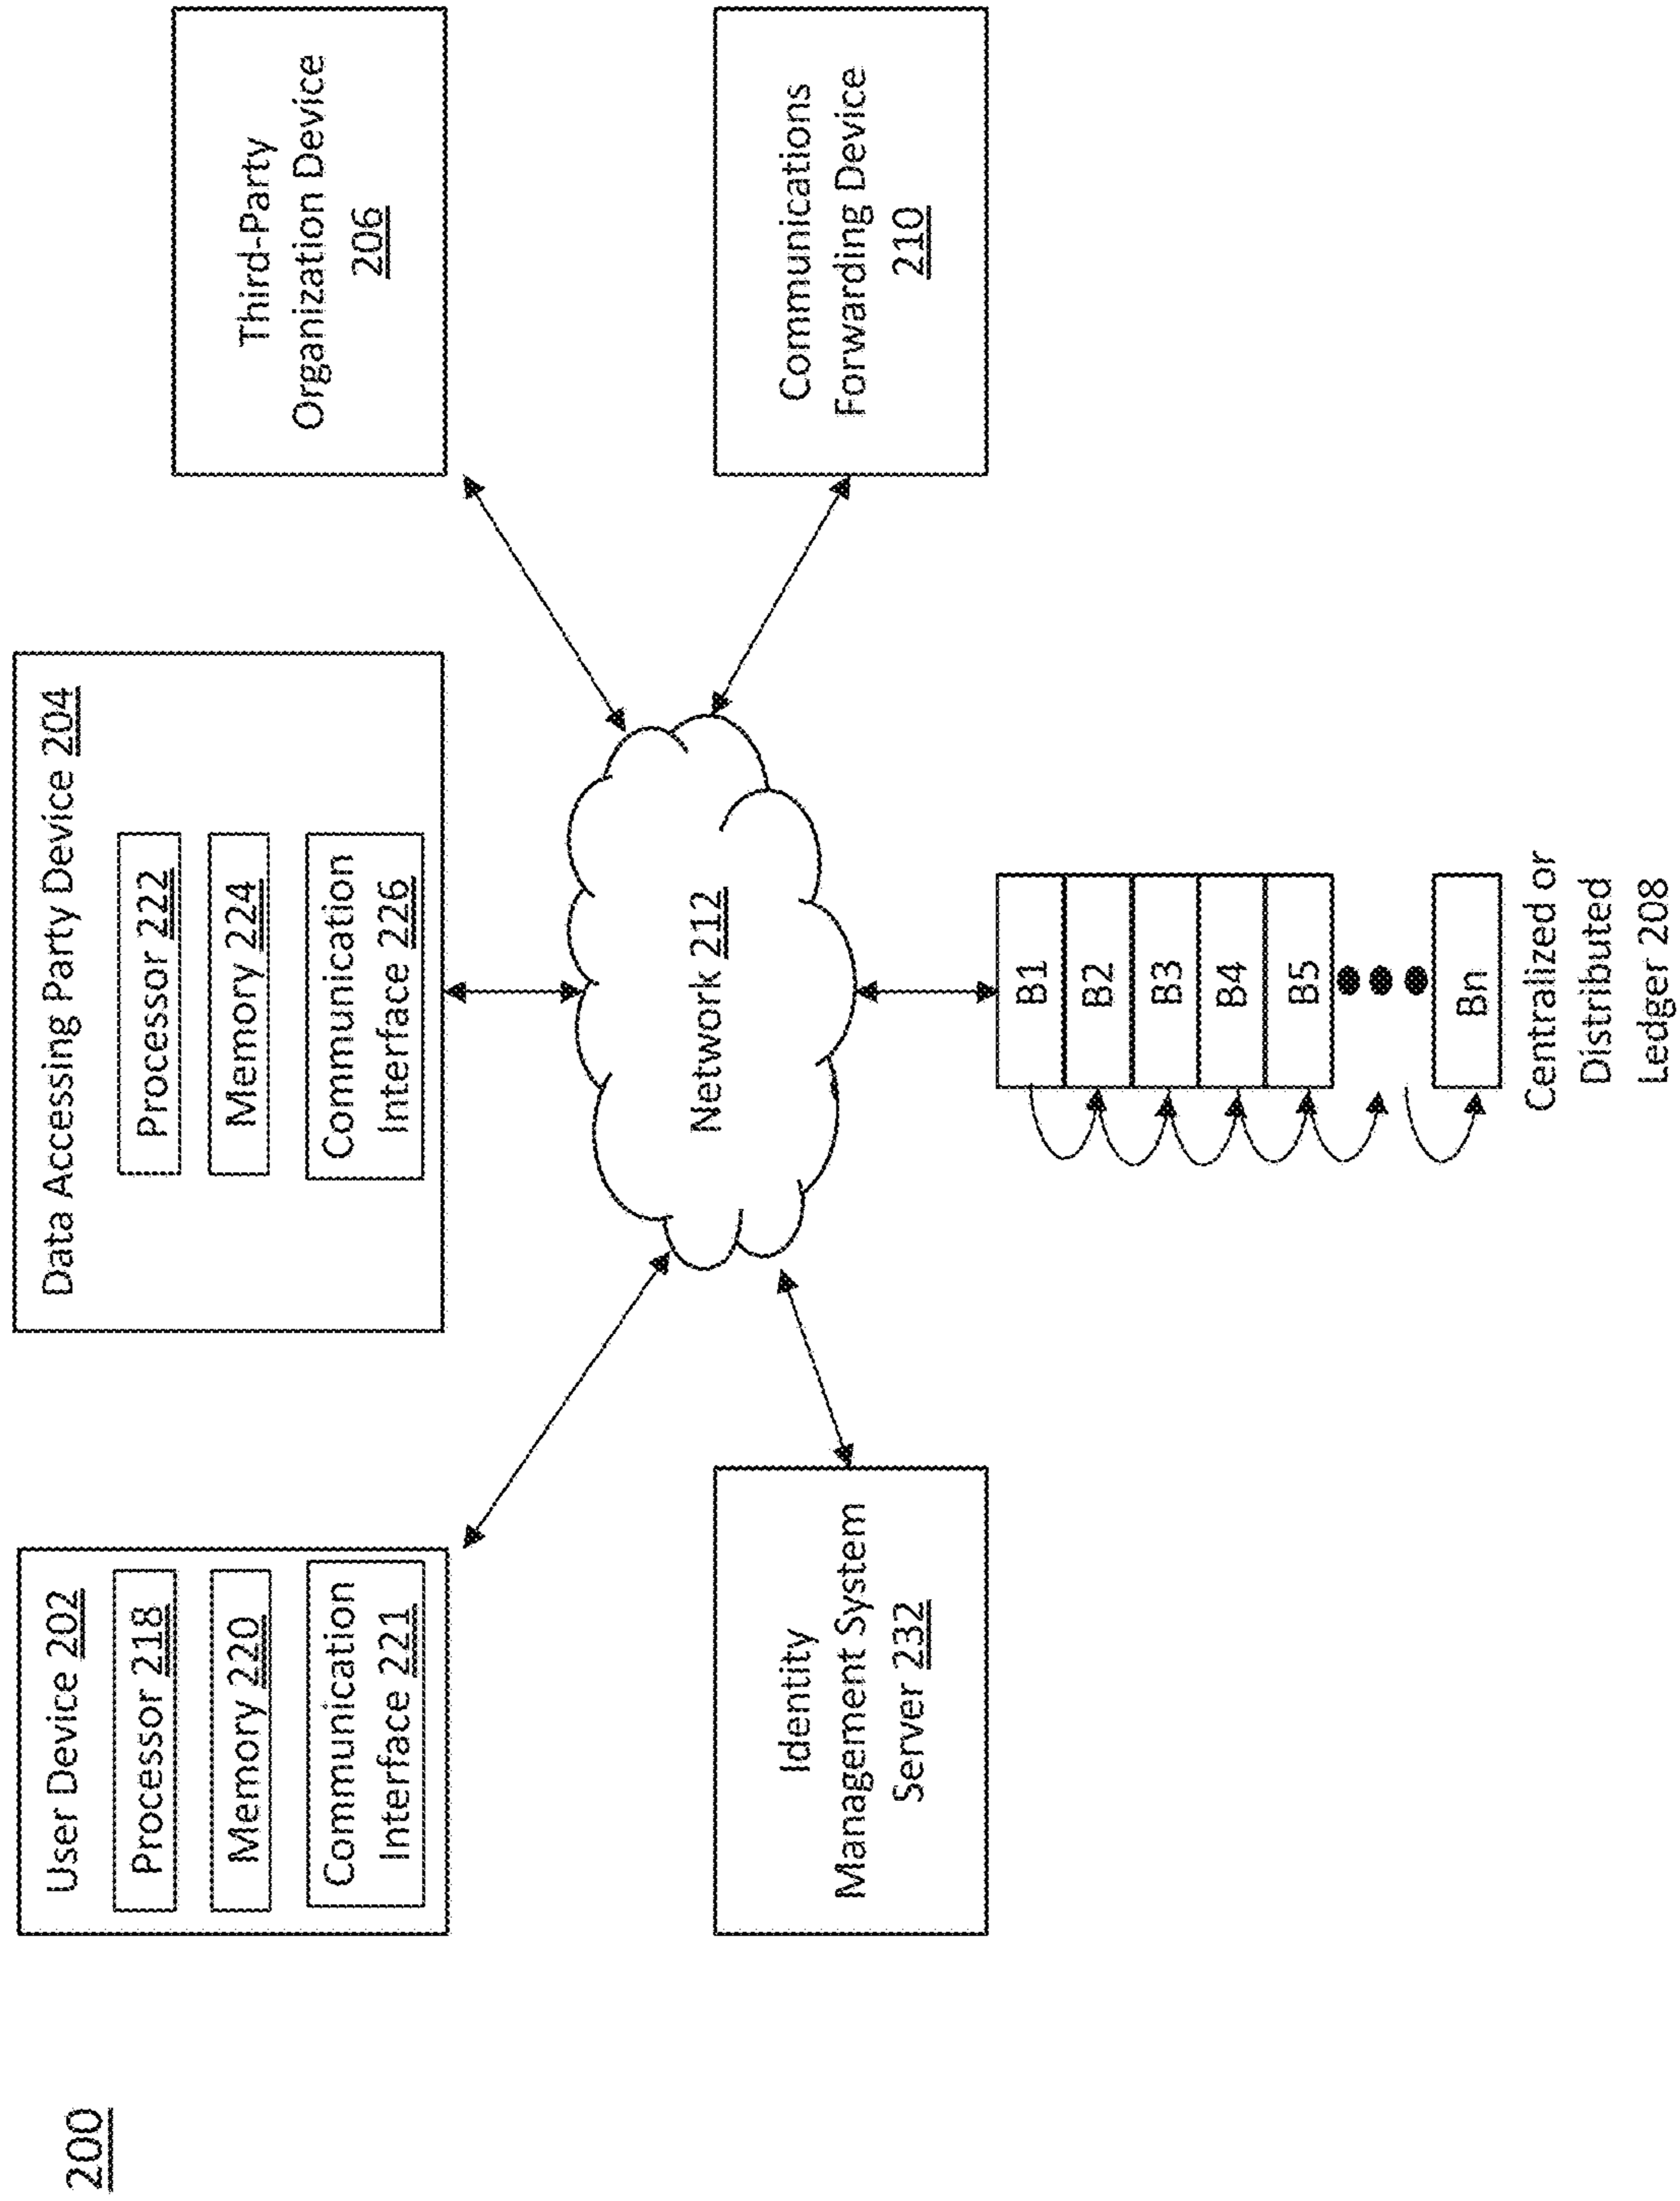 200
User Device 202
Processor 218
Memory 220
Communication
Interface 221
Data Accessing Party Device 204
Processor 222
Memory 224
Communication
Interface 226
Third-Party
Organization Device
206
Network 212
Identity
Management System
Server 232
Communications
Forwarding Device
210
B1
B2
B3
B4
B5
Bn
Centralized or
Distributed
Ledger 208